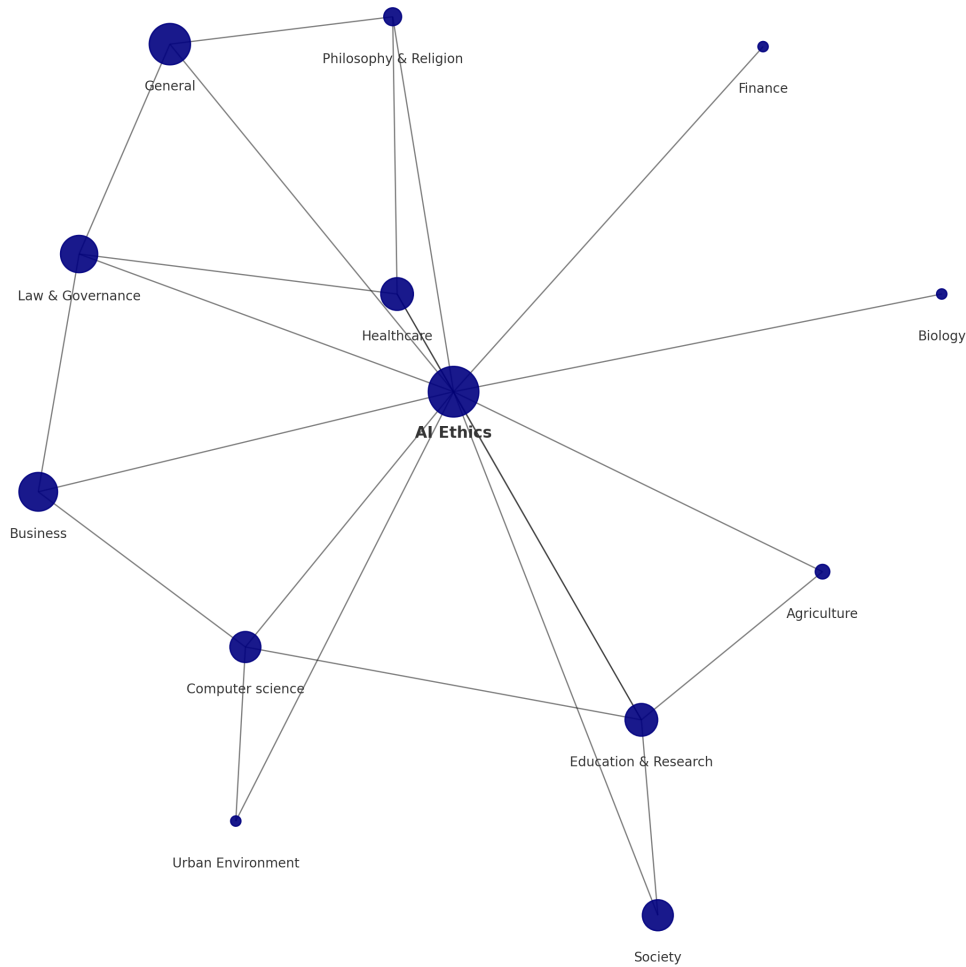 Philosophy & Religion
General
Finance
Law & Governance
Healthcare
Biology
AI Ethics
Business
Agriculture
Computer science
Education & Research
Urban Environment
Society